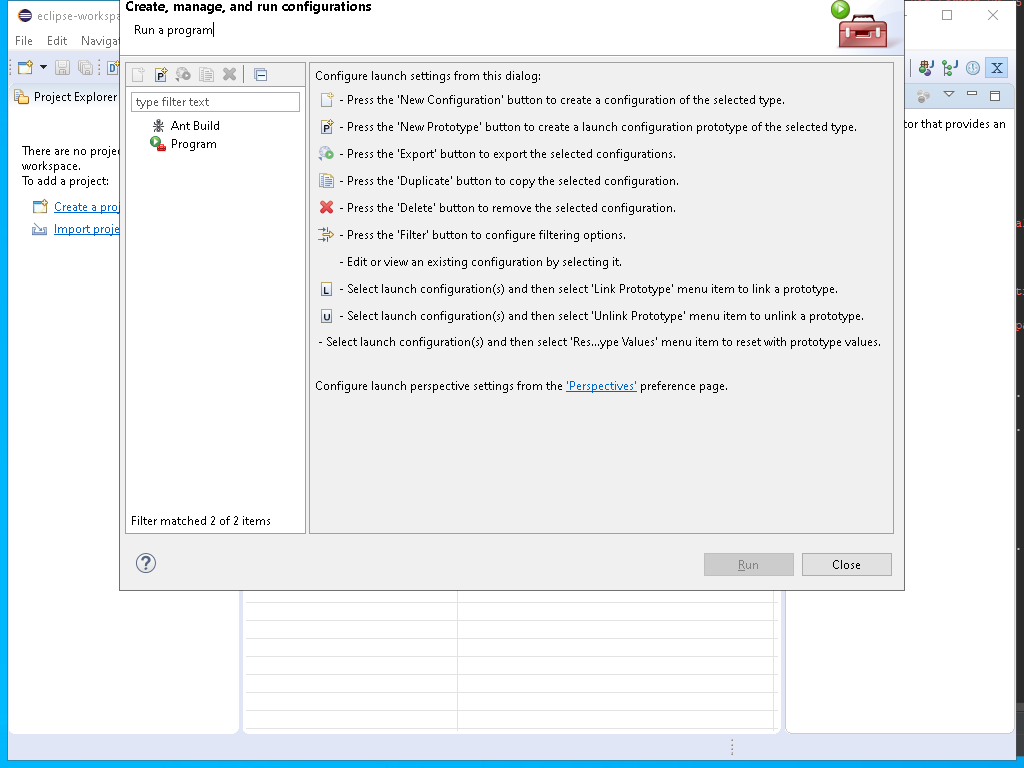 Create, manage, and run configurations
Run a program
eclipse-workspa
File Edit Navigat
Project Explorer
There are no projec
workspace.
To add a project:
Create a proj
Import proje
type filter text
Ant Build
Program
Filter matched 2 of 2 items
Configure launch settings from this dialog:
- Press the 'New Configuration' button to create a configuration of the selected type.
- Press the 'New Prototype' button to create a launch configuration prototype of the selected type.
- Press the 'Export' button to export the selected configurations.
- Press the 'Duplicate' button to copy the selected configuration.
- Press the 'Delete' button to remove the selected configuration.
- Press the 'Filter' button to configure filtering options.
- Edit or view an existing configuration by selecting it.
L - Select launch configuration(s) and then select 'Link Prototype' menu item to link a prototype.
U - Select launch configuration(s) and then select 'Unlink Prototype' menu item to unlink a prototype.
- Select launch configuration(s) and then select 'Res...ype Values' menu item to reset with prototype values.
Configure launch perspective settings from the 'Perspectives' preference page.
Run
Close
tor that provides an